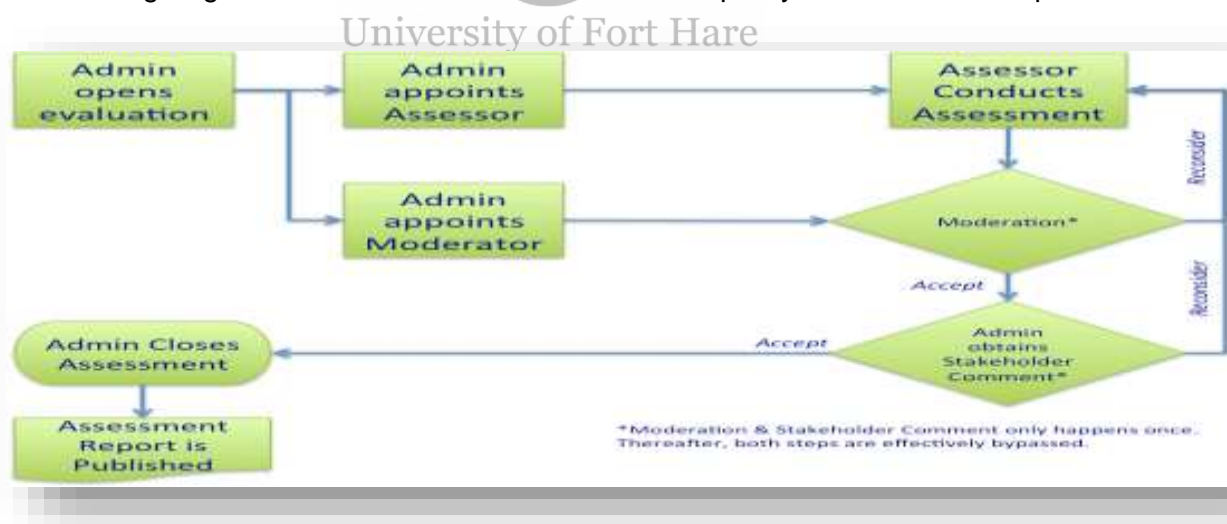 University of Fort Hare
Admin
opens
evaluation
Admin
appoints
Assessor
Assessor
Conducts
Assessment
Reconsider
Admin
appoints
Moderator
Moderation*
Accept
Reconsider
Admin
obtains
Stakeholder
Comment*
Accept
Admin Closes
Assessment
Assessment
Report is
Published
*Moderation & Stakeholder Comment only happens once.
Thereafter, both steps are effectively bypassed.